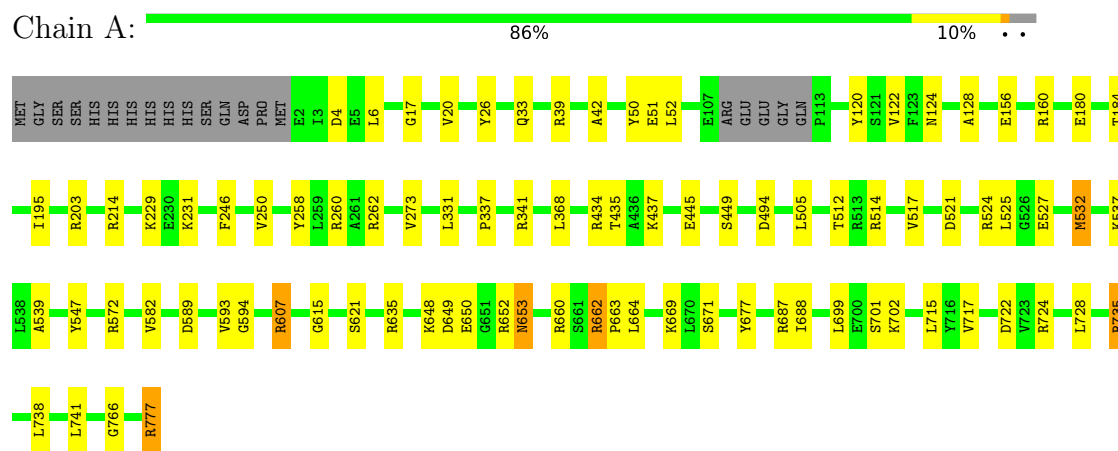 Chain A:
86% 10% • •
MET GLY SER SER HIS HIS HIS HIS HIS HIS SER GLN ASP PRO MET E2 I3 D4 E5 L6 G17 V20 Y26 Q33 R39 A42 Y50 E51 L52 E107 ARG GLU GLU GLY GLN P113 Y120 S121 V122 F123 N124 A128 E156 R160 E180 T184
I195 R203 R214 K229 E230 K231 F246 V250 Y258 L259 R260 A261 R262 V273 L331 P337 R341 L368 R434 T435 A436 K437 E445 S449 D494 L505 T512 R513 R514 V517 D521 R524 L525 G526 E527 M532 K537
L538 A539 Y547 R572 V582 D589 V593 G594 R607 G615 S621 R635 K648 D649 E650 G651 R652 N653 R660 S661 R662 P663 L664 K669 L670 S671 Y677 R687 I688 L699 E700 S701 K702 L715 Y716 V717 D722 V723 R724 L728
L738 L741 G766 R777